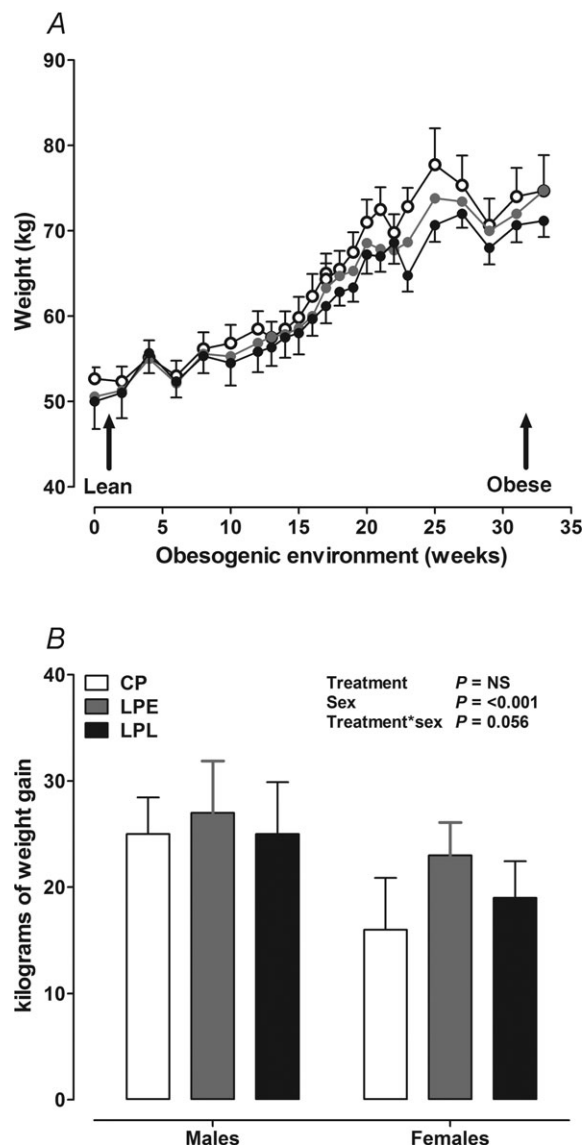 A
90
80
70
60
50
40
Weight (kg)
Lean
Obese
0 5 10 15 20 25 30 35
Obesogenic environment (weeks)
B
40
30
20
10
0
kilograms of weight gain
CP
LPE
LPL
Treatment P = NS
Sex P = <0.001
Treatment*sex P = 0.056
Males Females